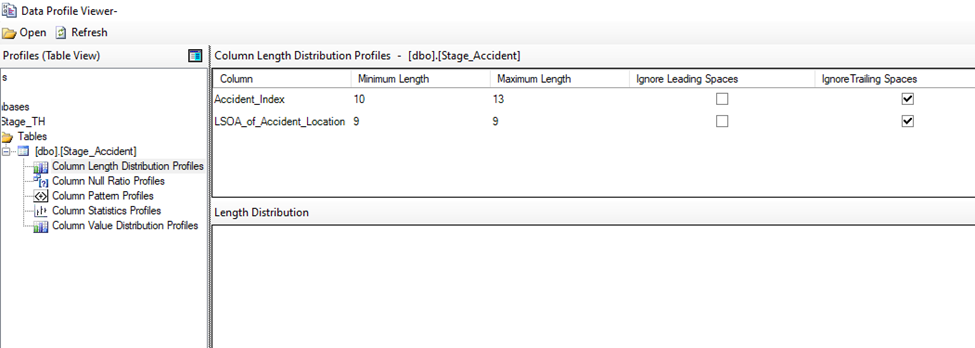 Data Profile Viewer-
Open Refresh
Profiles (Table View)
s
abases
Stage_TH
Tables
[dbo].[Stage_Accident]
Column Length Distribution Profiles
Column Null Ratio Profiles
Column Pattern Profiles
Column Statistics Profiles
Column Value Distribution Profiles
Column Length Distribution Profiles - [dbo].[Stage_Accident]
Column Minimum Length Maximum Length Ignore Leading Spaces IgnoreTrailing Spaces
Accident_Index 10 13
LSOA_of_Accident_Location 9 9
Length Distribution